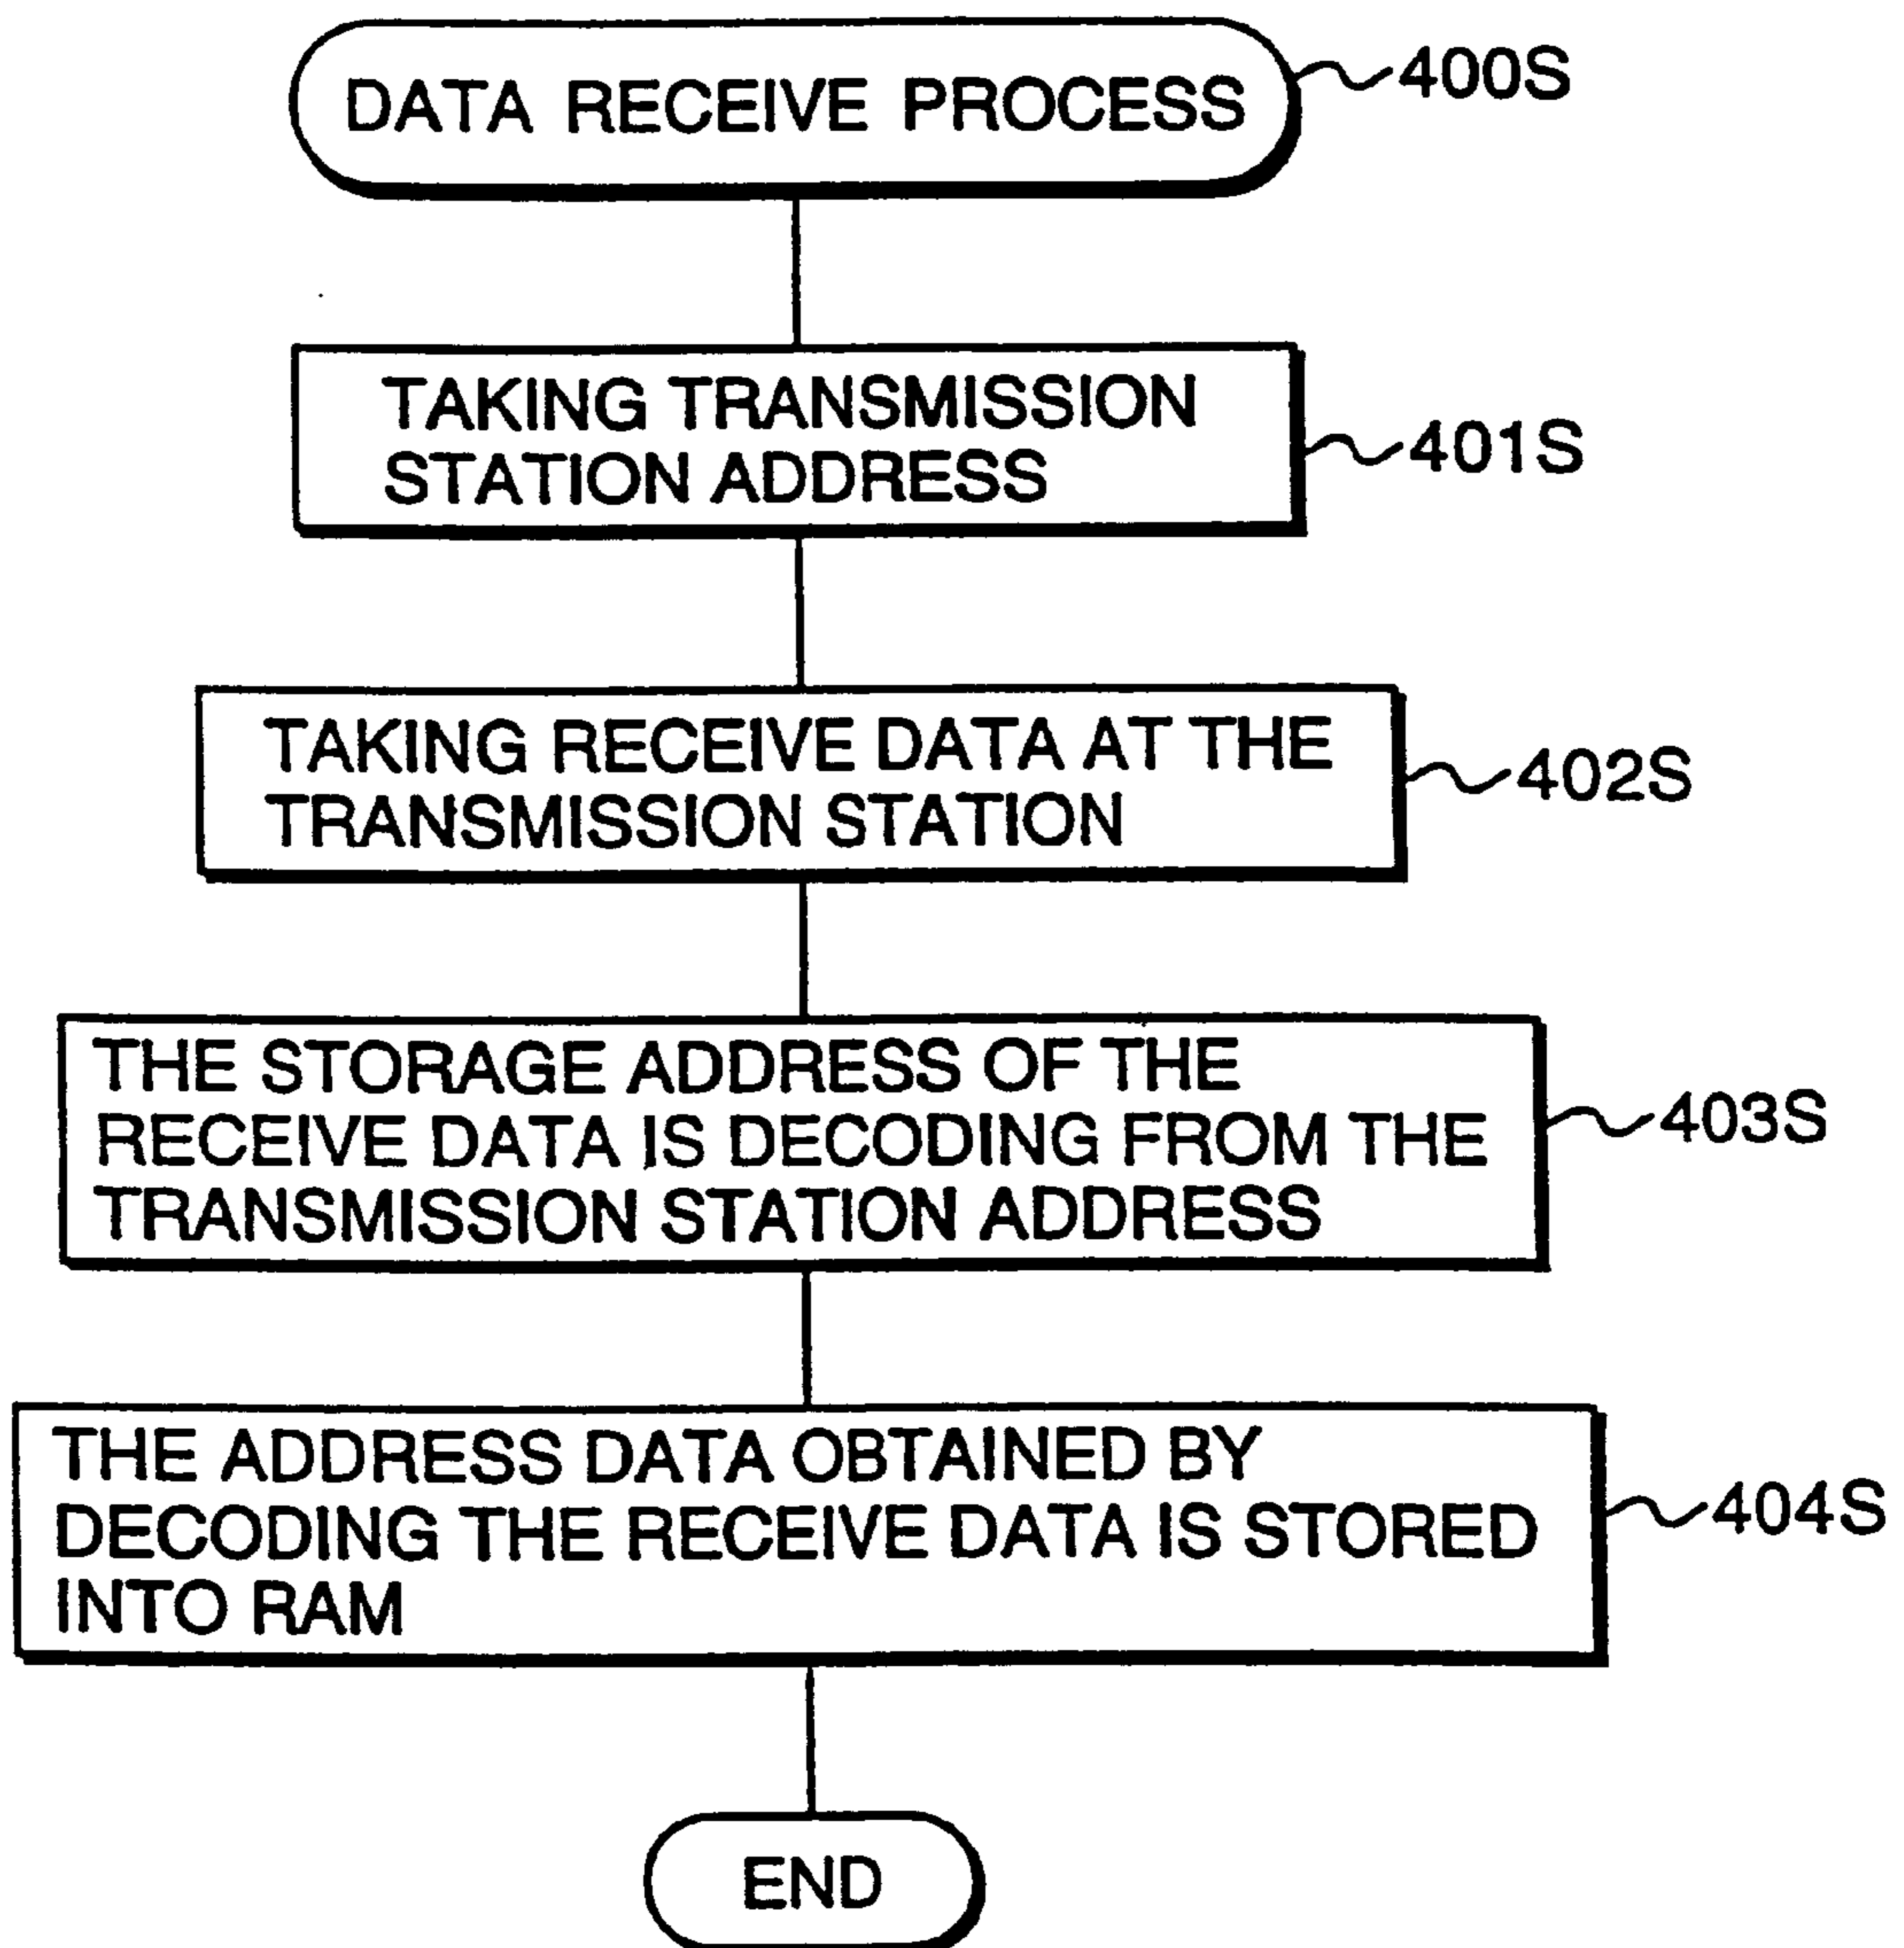 DATA RECEIVE PROCESS
400S
TAKING TRANSMISSION
STATION ADDRESS
401S
TAKING RECEIVE DATA AT THE
TRANSMISSION STATION
402S
THE STORAGE ADDRESS OF THE
RECEIVE DATA IS DECODING FROM THE
TRANSMISSION STATION ADDRESS
403S
THE ADDRESS DATA OBTAINED BY
DECODING THE RECEIVE DATA IS STORED
INTO RAM
404S
END